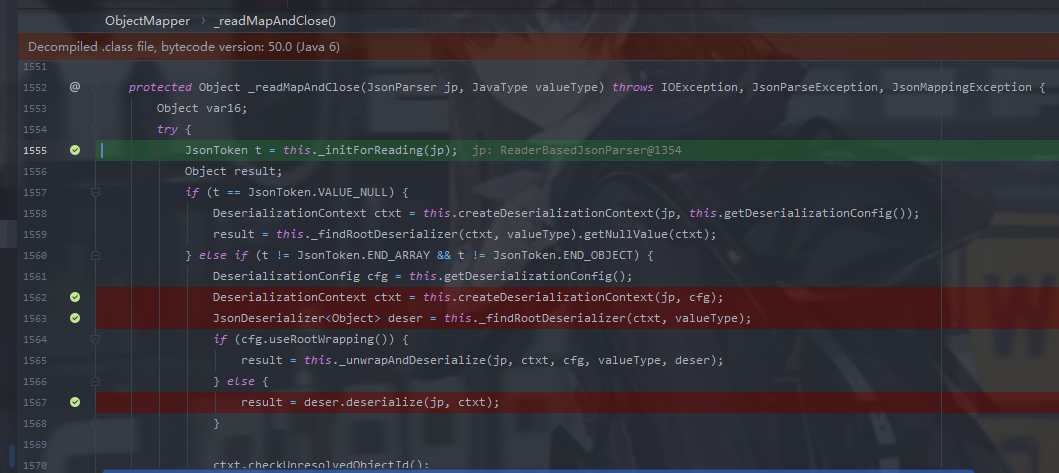 ObjectMapper › _readMapAndClose()
Decompiled .class file, bytecode version: 50.0 (Java 6)
1551
1552 @ protected Object _readMapAndClose(JsonParser jp, JavaType valueType) throws IOException, JsonParseException, JsonMappingException {
1553 Object var16;
1554 try {
1555 JsonToken t = this._initForReading(jp); jp: ReaderBasedJsonParser@1354
1556 Object result;
1557 if (t == JsonToken.VALUE_NULL) {
1558 DeserializationContext ctxt = this.createDeserializationContext(jp, this.getDeserializationConfig());
1559 result = this._findRootDeserializer(ctxt, valueType).getNullValue(ctxt);
1560 } else if (t != JsonToken.END_ARRAY && t != JsonToken.END_OBJECT) {
1561 DeserializationConfig cfg = this.getDeserializationConfig();
1562 DeserializationContext ctxt = this.createDeserializationContext(jp, cfg);
1563 JsonDeserializer<Object> deser = this._findRootDeserializer(ctxt, valueType);
1564 if (cfg.useRootWrapping()) {
1565 result = this._unwrapAndDeserialize(jp, ctxt, cfg, valueType, deser);
1566 } else {
1567 result = deser.deserialize(jp, ctxt);
1568 }
1569
1570 ctxt.checkUnresolvedObjectId();